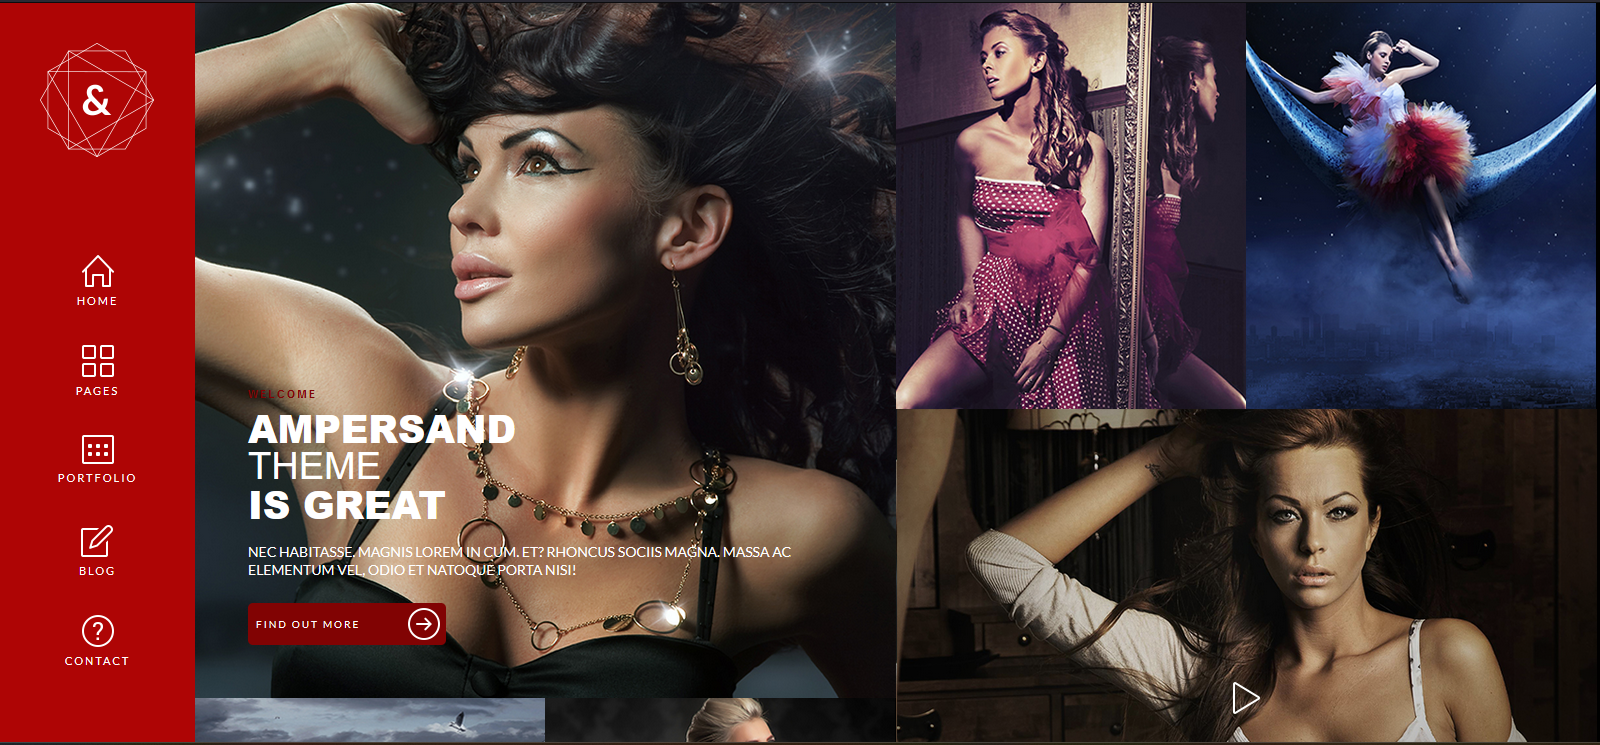 &
HOME
PAGES
PORTFOLIO
BLOG
CONTACT
WELCOME
AMPERSAND
THEME
IS GREAT
NEC HABITASSE. MAGNIS LOREM IN CUM. ET? RHONCUS SOCIIS MAGNA. MASSA AC
ELEMENTUM VEL, ODIO ET NATOQUE PORTA NISI!
FIND OUT MORE